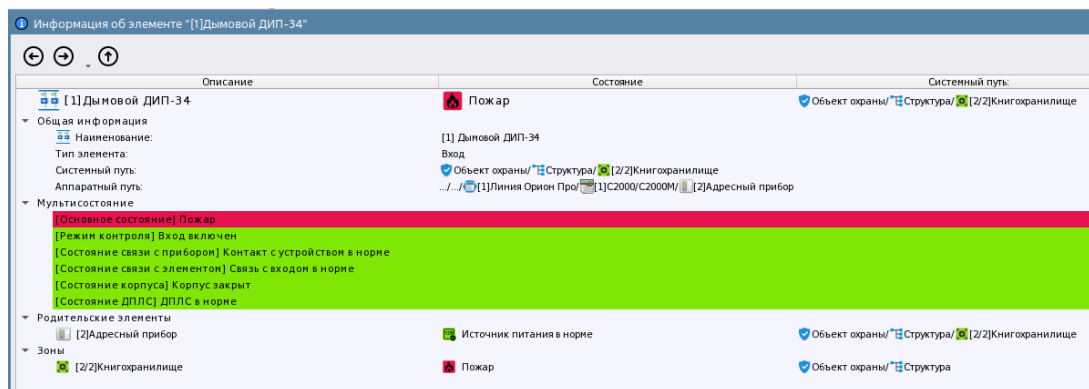 Информация об элементе "[1]Дымовой ДИП-34"
Описание Состояние Системный путь:
[1]Дымовой ДИП-34 Пожар Объект охраны/Структура/[2/2]Книгохранилище
Общая информация
Наименование: [1] Дымовой ДИП-34
Тип элемента: Вход
Системный путь: Объект охраны/Структура/[2/2]Книгохранилище
Аппаратный путь: .../.../[1]Линия Орион Про/[1]С2000/С2000М/[2]Адресный прибор
Мультисостояние
[Основное состояние] Пожар
[Режим контроля] Вход включен
[Состояние связи с прибором] Контакт с устройством в норме
[Состояние связи с элементом] Связь с входом в норме
[Состояние корпуса] Корпус закрыт
[Состояние ДПЛС] ДПЛС в норме
Родительские элементы
[2]Адресный прибор Источник питания в норме Объект охраны/Структура/[2/2]Книгохранилище
Зоны
[2/2]Книгохранилище Пожар Объект охраны/Структура